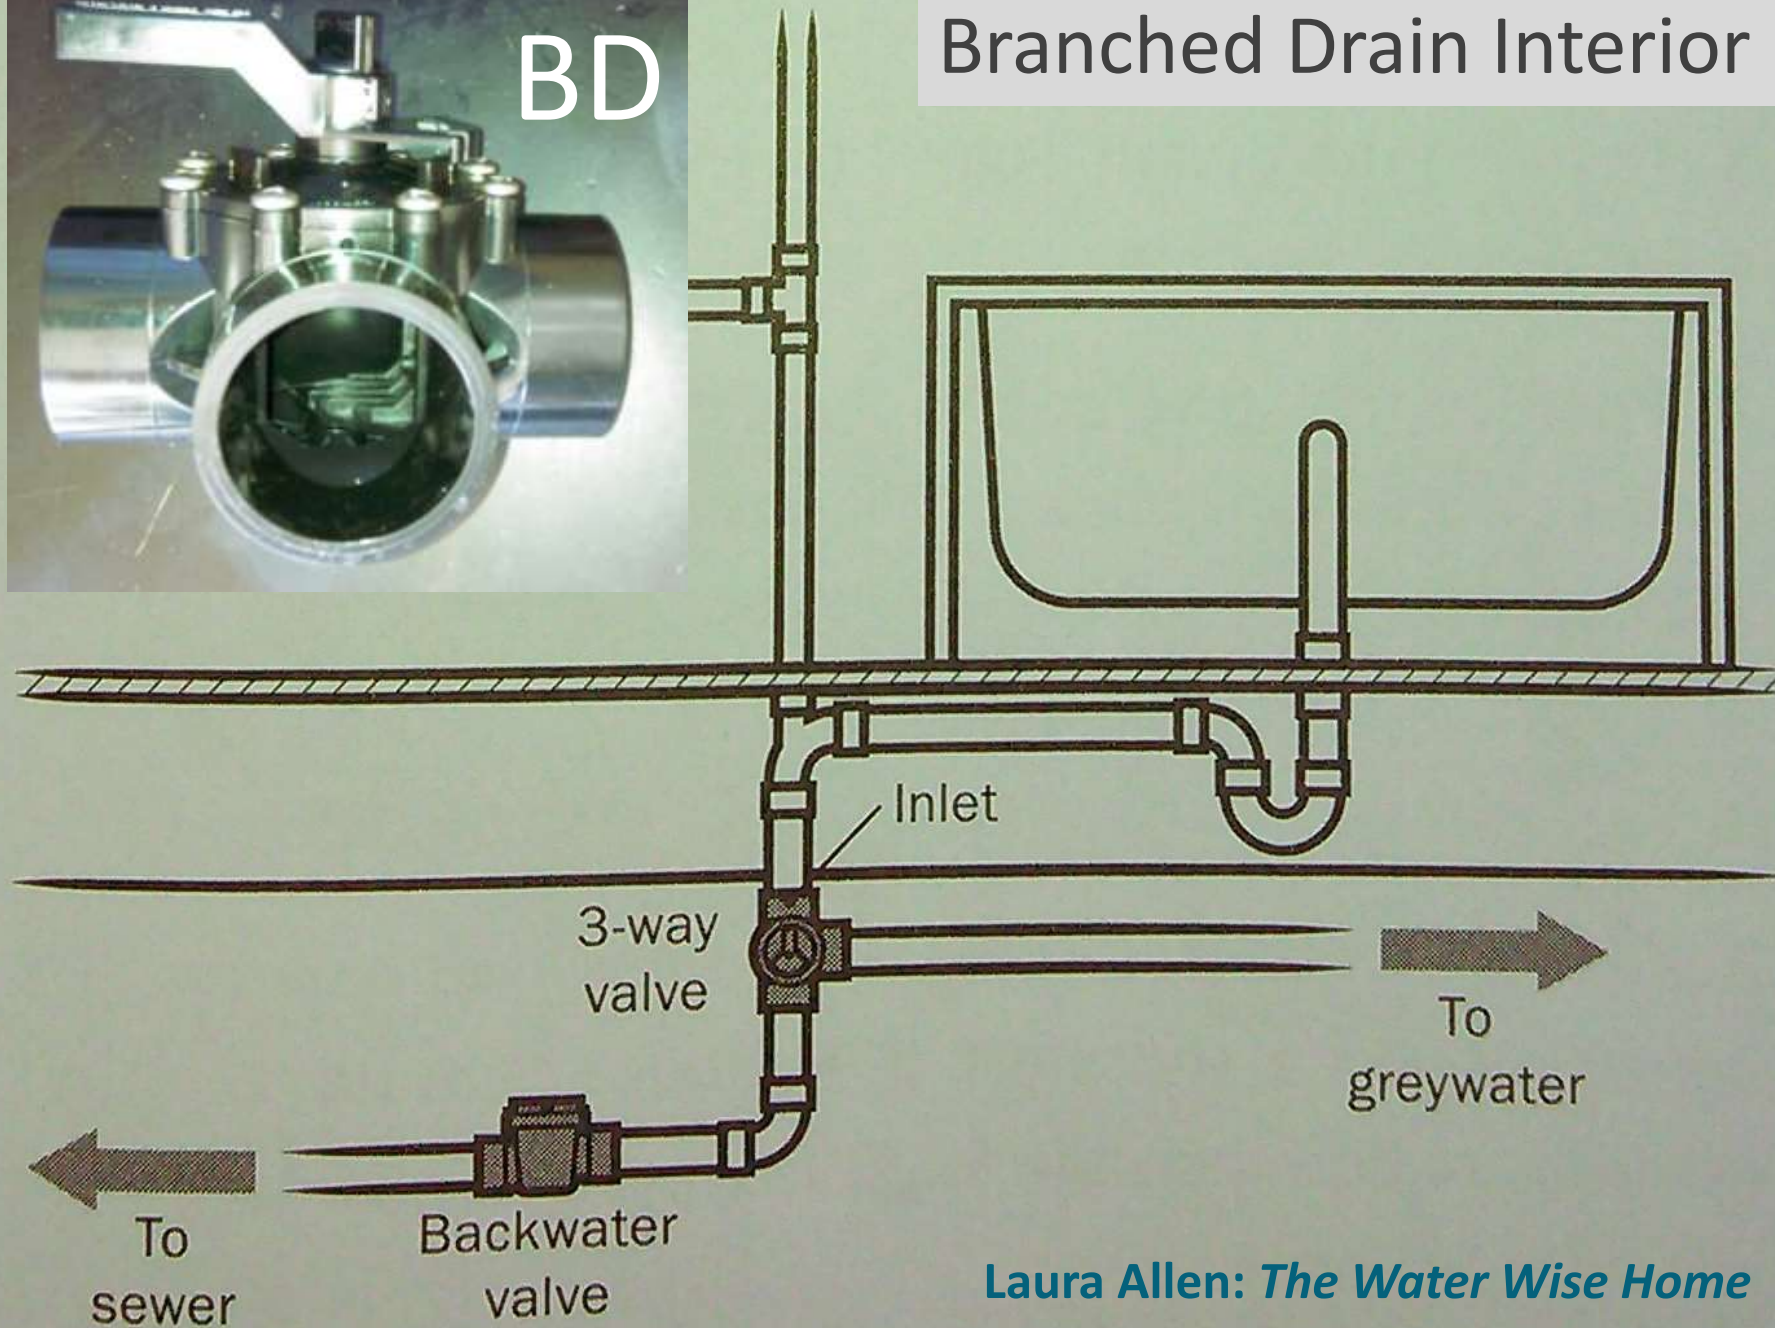 BD
Branched Drain Interior
Inlet
3-way
valve
To
greywater
To
sewer
Backwater
valve
Laura Allen: The Water Wise Home